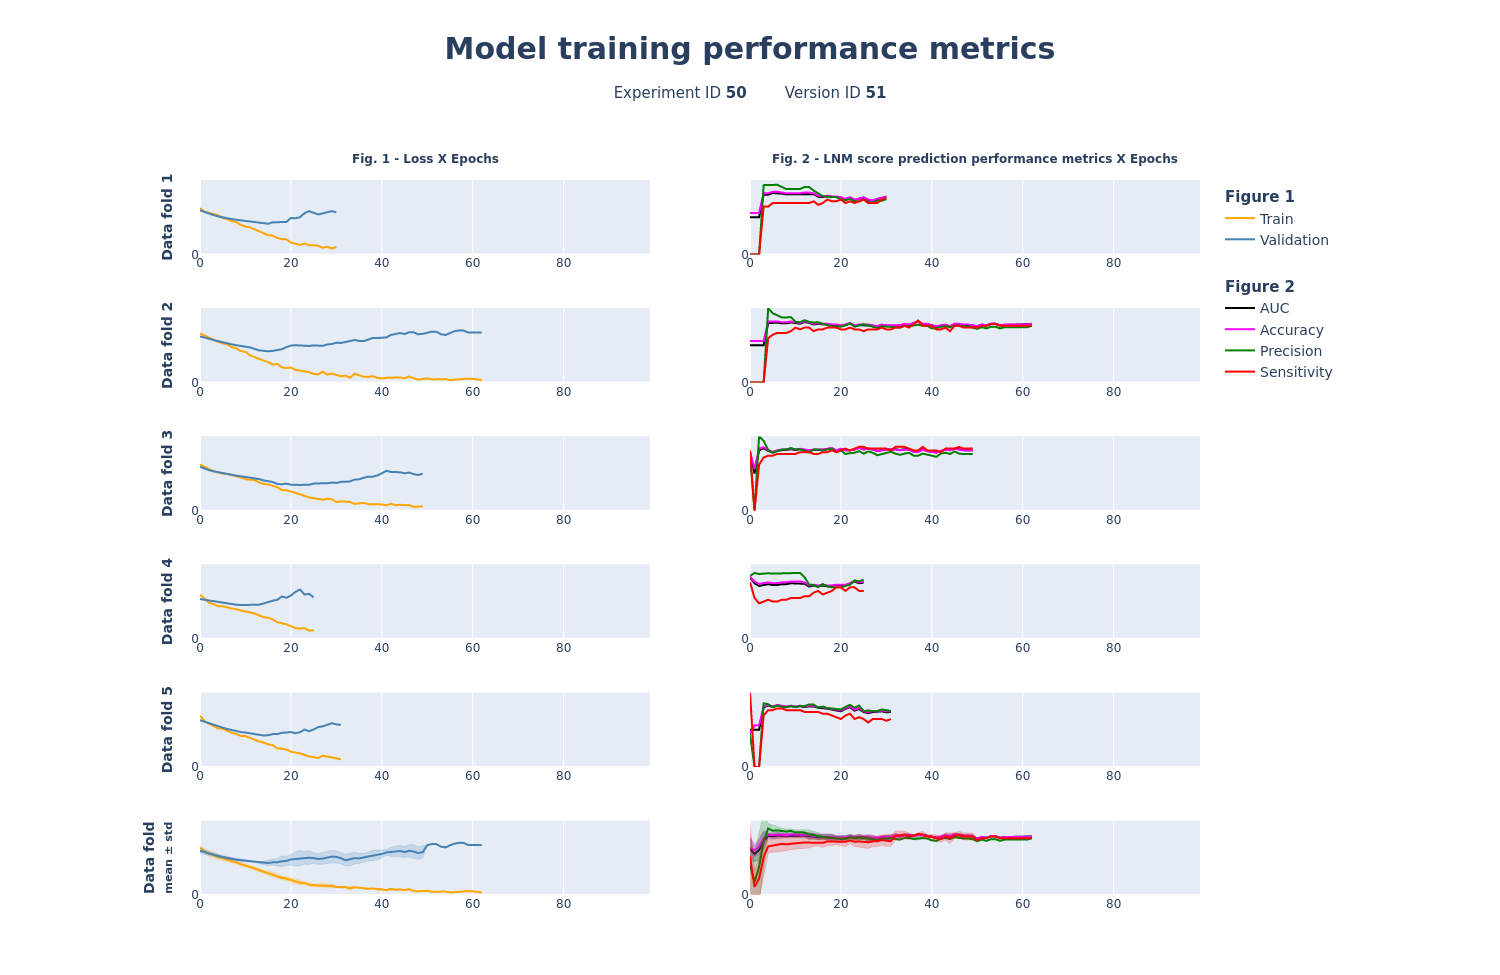 Model training performance metrics
Experiment ID 50 Version ID 51
Fig. 1 - Loss X Epochs
Fig. 2 - LNM score prediction performance metrics X Epochs
Data fold 1
0
0 20 40 60 80
0
0 20 40 60 80
Data fold 2
0
0 20 40 60 80
0
0 20 40 60 80
Data fold 3
0
0 20 40 60 80
0
0 20 40 60 80
Data fold 4
0
0 20 40 60 80
0
0 20 40 60 80
Data fold 5
0
0 20 40 60 80
0
0 20 40 60 80
Data fold
mean ± std
0
0 20 40 60 80
0
0 20 40 60 80
Figure 1
Train
Validation
Figure 2
AUC
Accuracy
Precision
Sensitivity